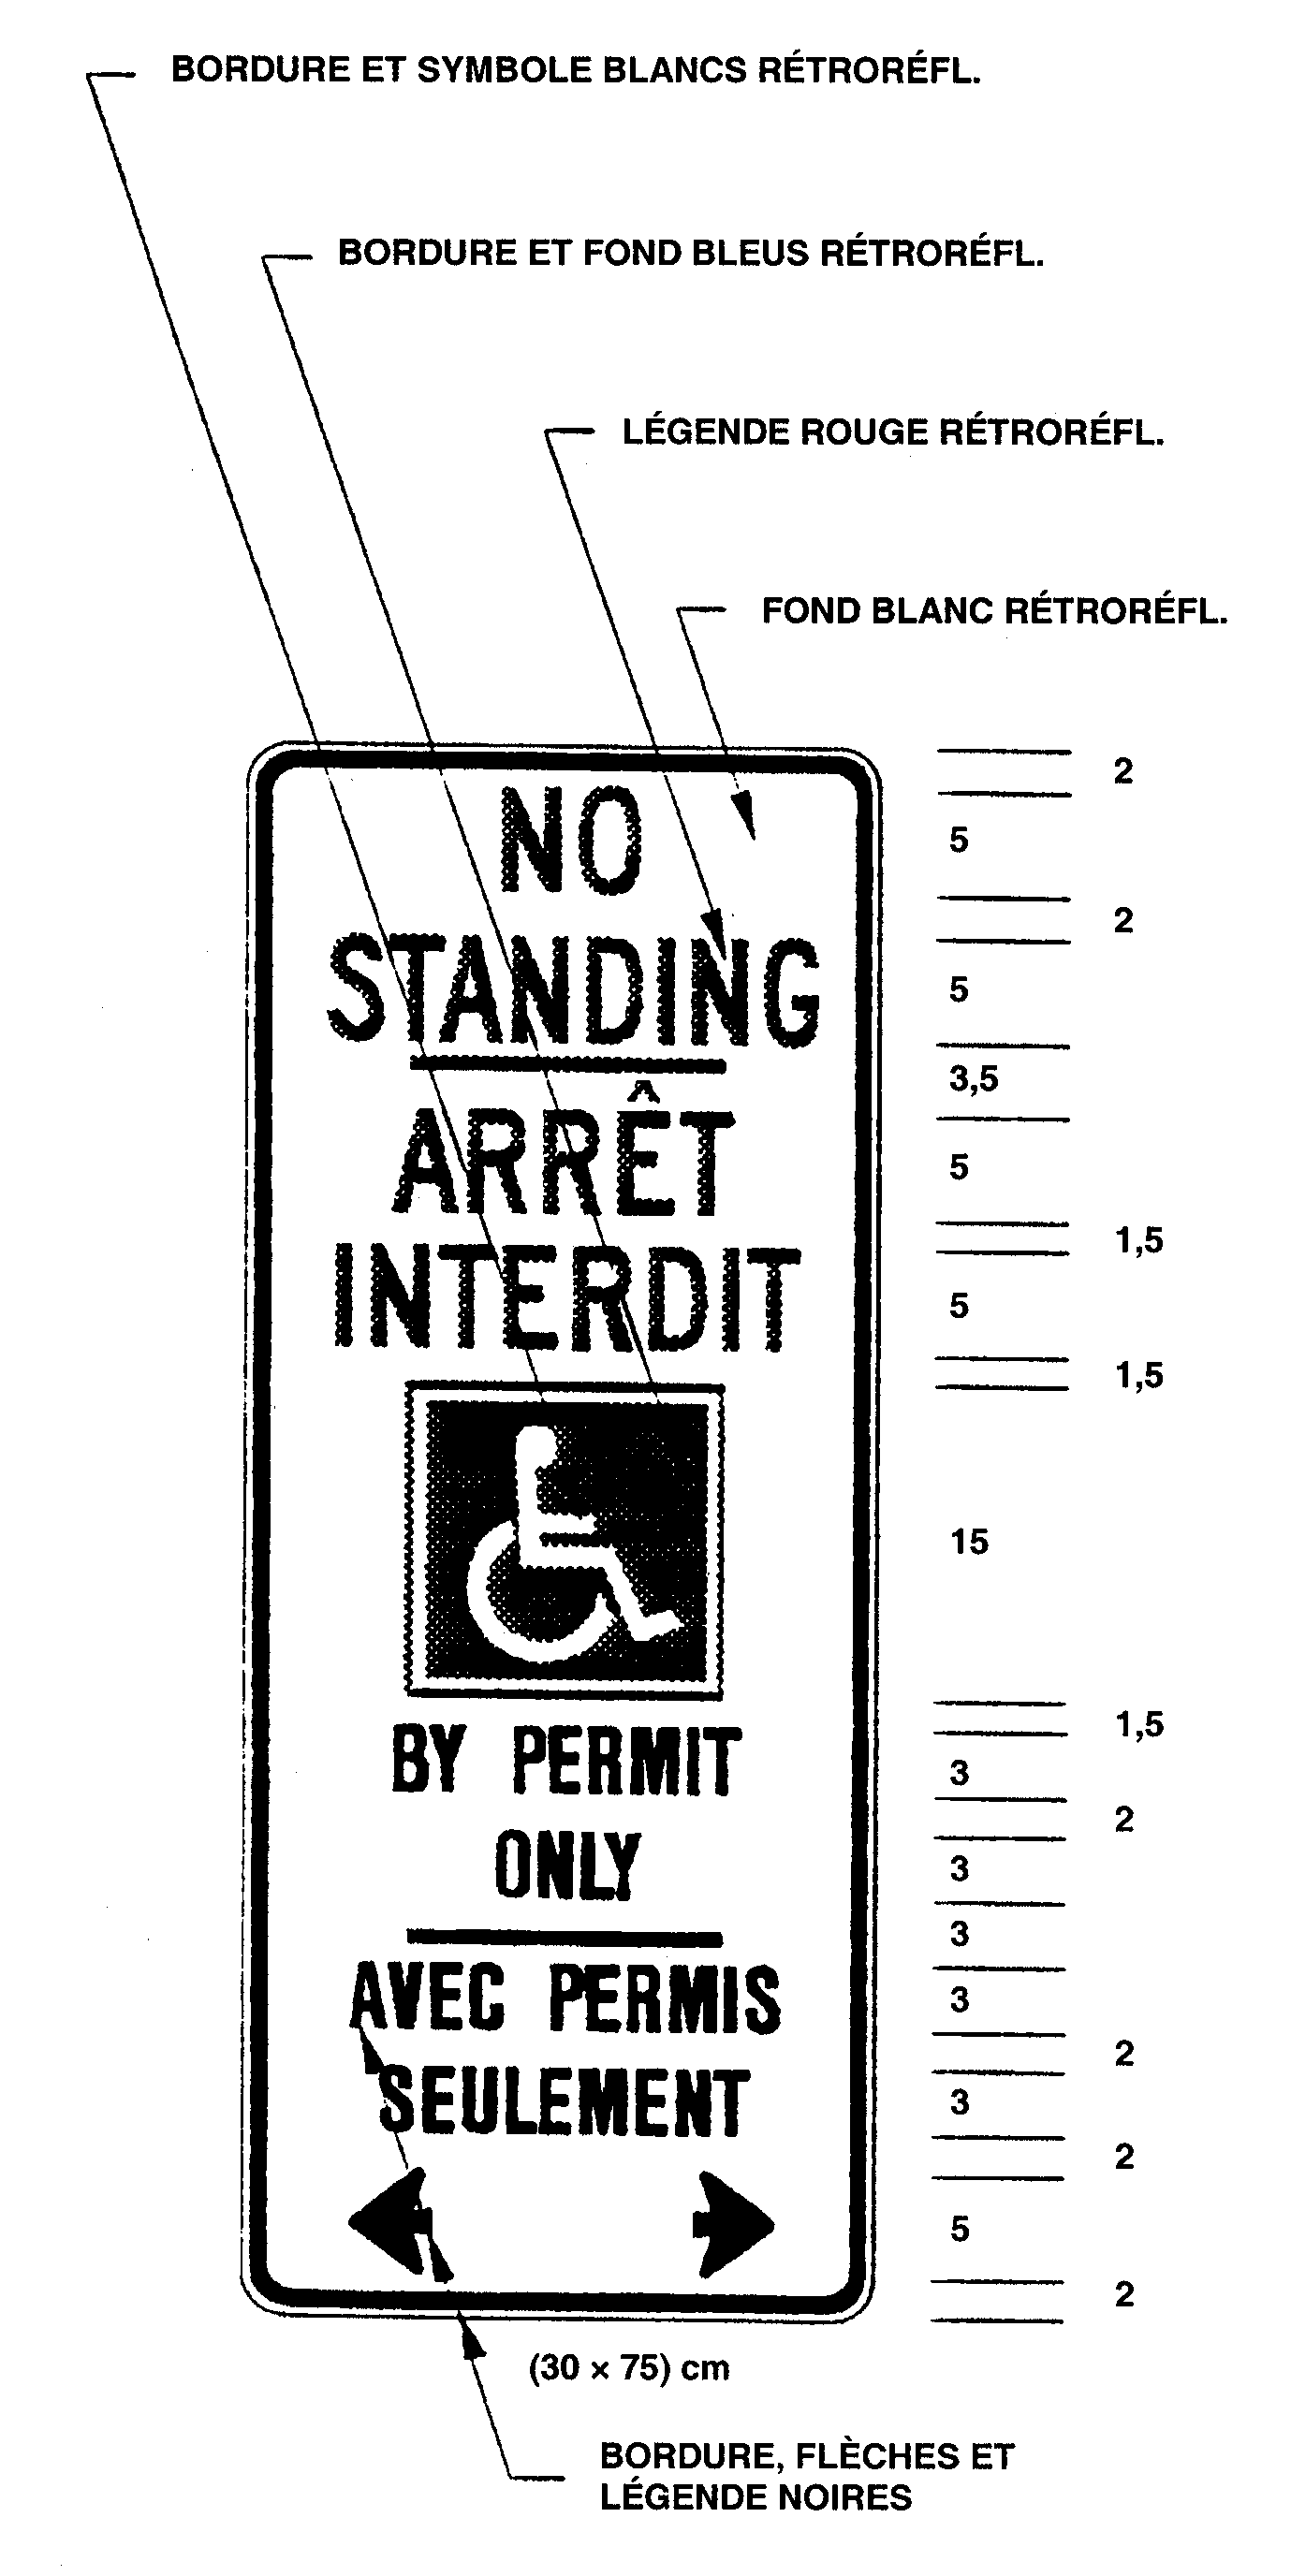 BORDURE ET SYMBOLE BLANCS RÉTRORÉFL.
BORDURE ET FOND BLEUS RÉTRORÉFL.
LÉGENDE ROUGE RÉTRORÉFL.
FOND BLANC RÉTRORÉFL.
NO
STANDING
ARRÊT
INTERDIT
BY PERMIT
ONLY
AVEC PERMIS
SEULEMENT
2
5
2
5
3,5
5
1,5
5
1,5
15
1,5
3
2
3
3
3
2
3
2
5
2
(30 × 75) cm
BORDURE, FLÈCHES ET
LÉGENDE NOIRES